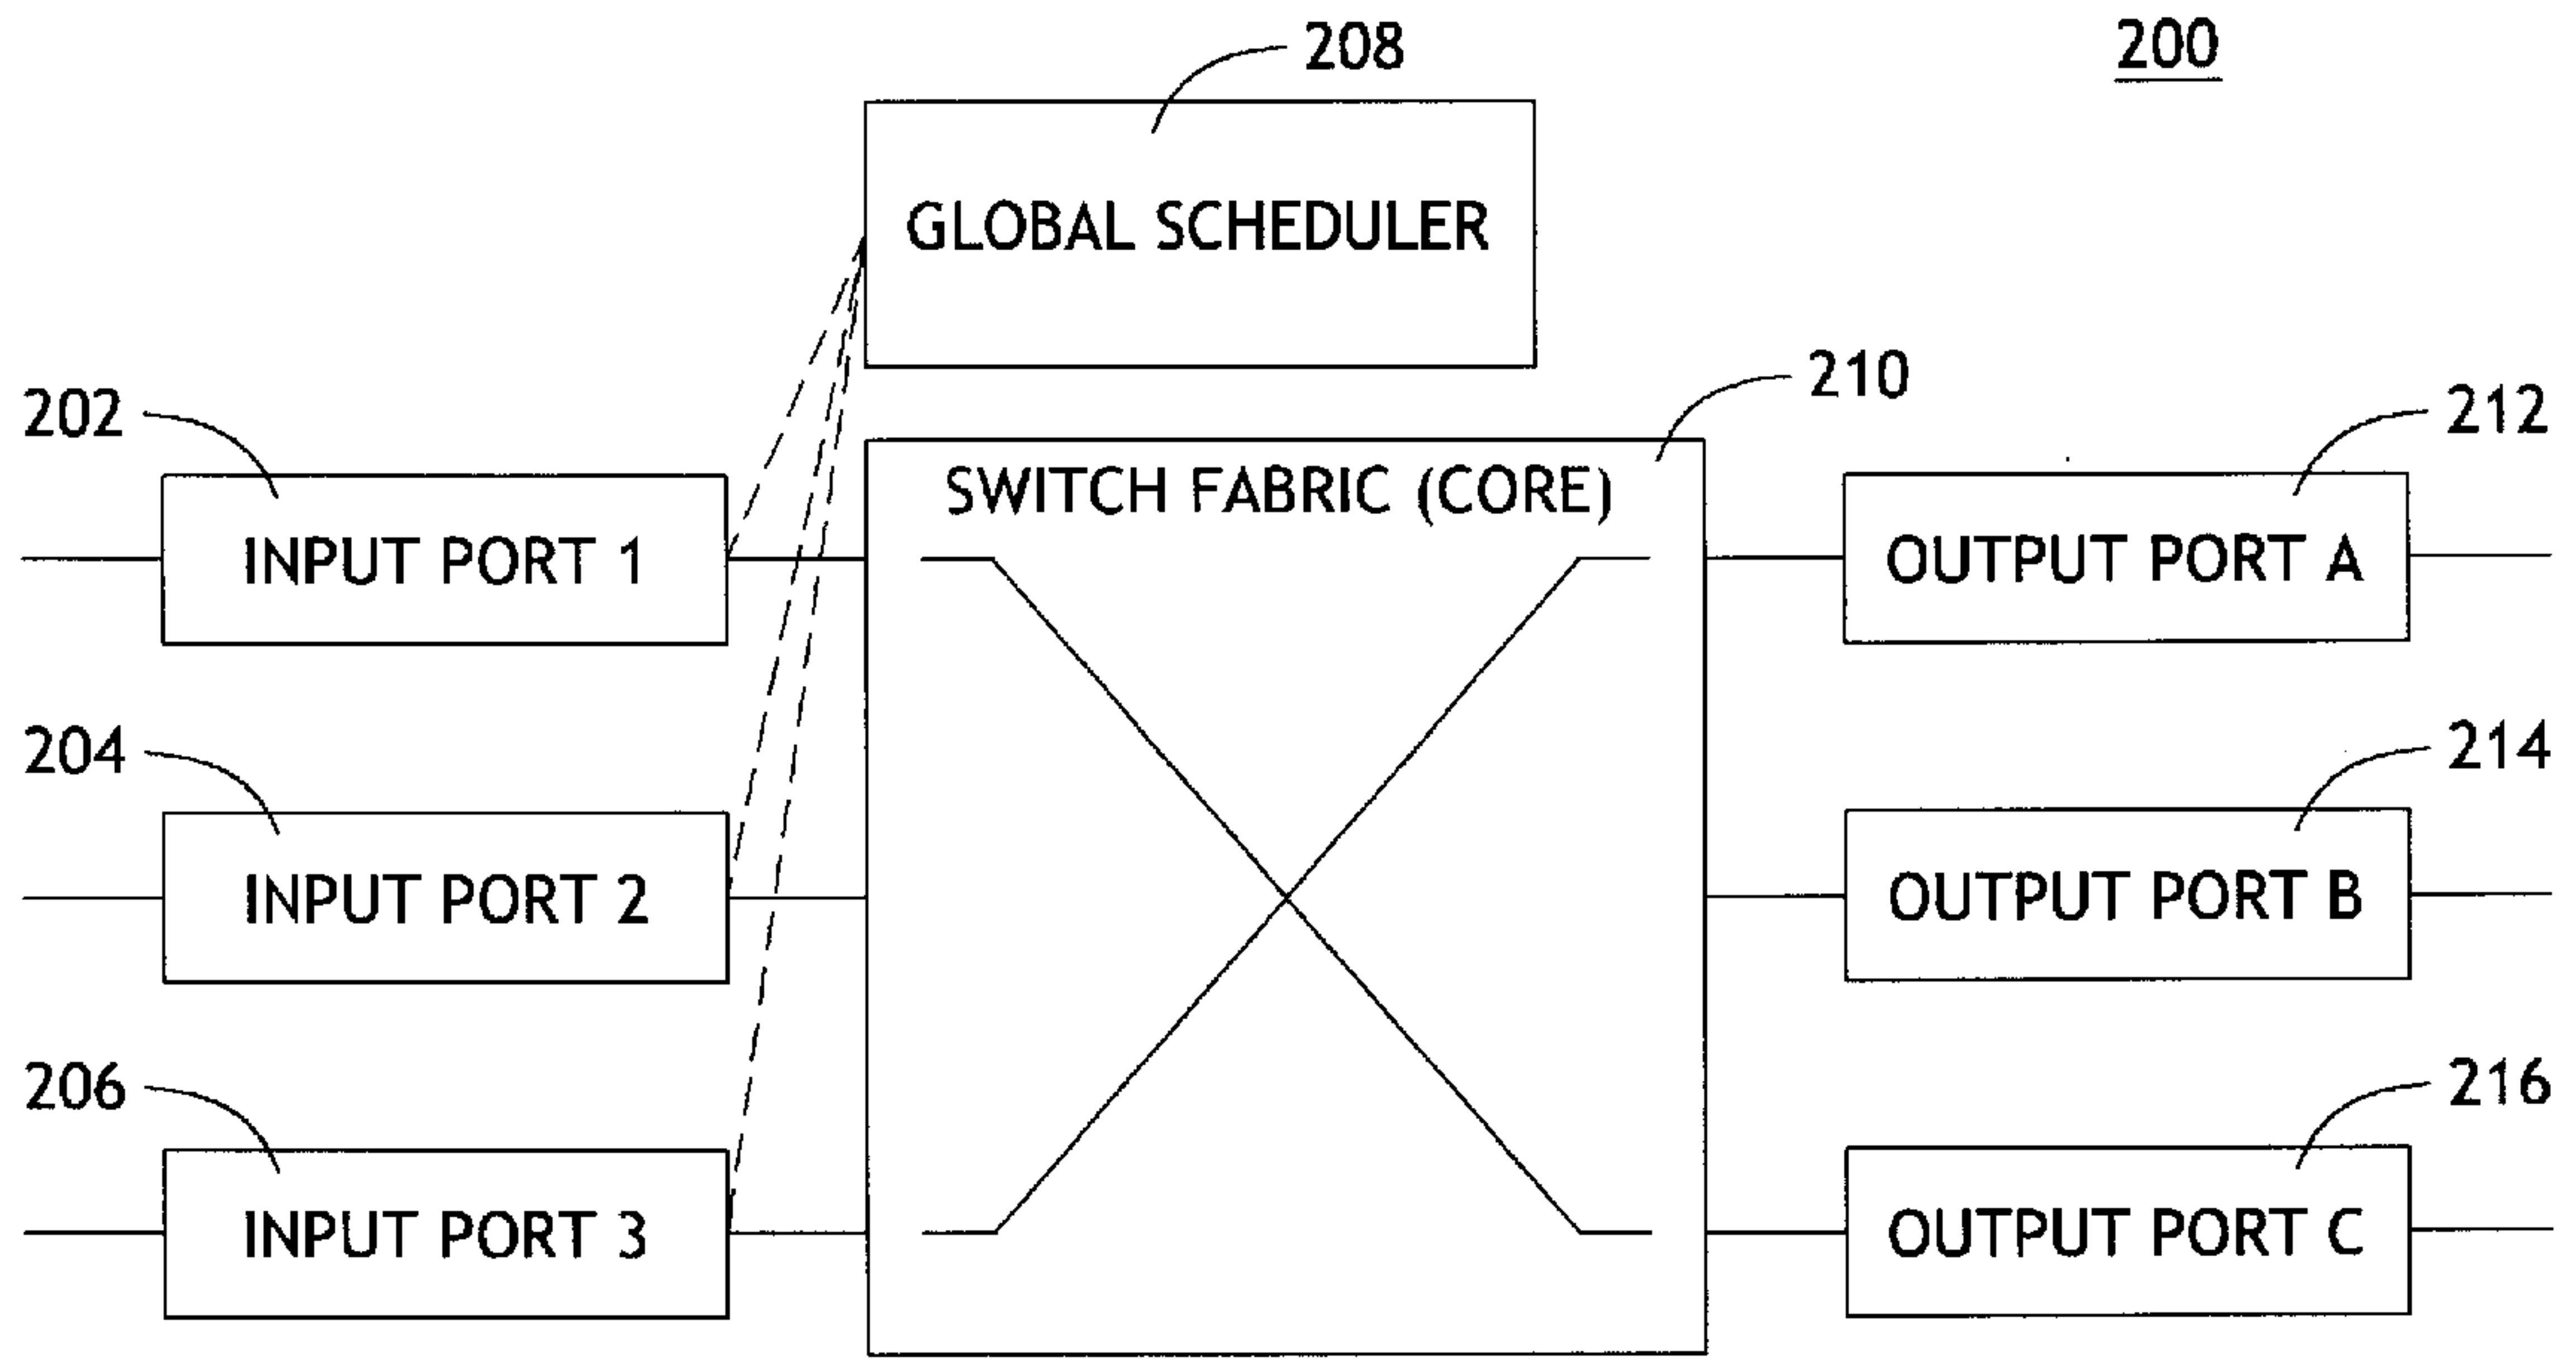 208
200
GLOBAL SCHEDULER
210
202
212
SWITCH FABRIC (CORE)
INPUT PORT 1
OUTPUT PORT A
204
214
INPUT PORT 2
OUTPUT PORT B
206
216
INPUT PORT 3
OUTPUT PORT C